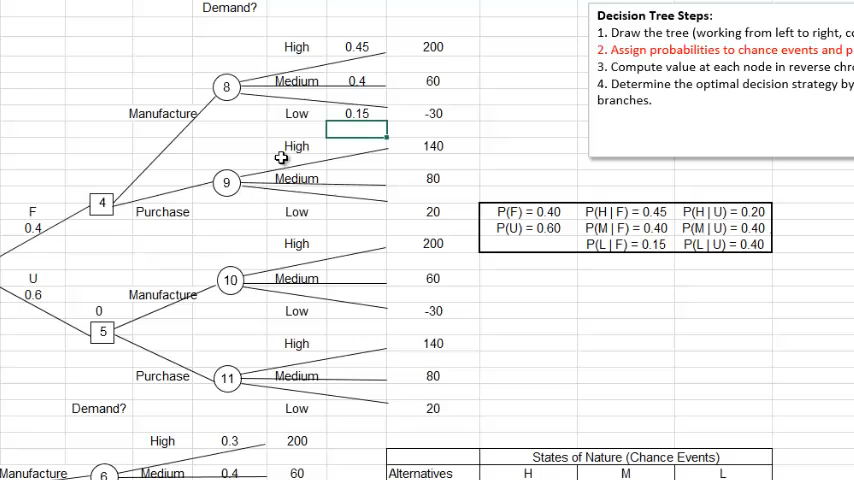 Demand?
Decision Tree Steps:
1. Draw the tree (working from left to right, co
2. Assign probabilities to chance events and p
3. Compute value at each node in reverse chro
4. Determine the optimal decision strategy by
branches.
High 0.45 200
8 Medium 0.4 60
Manufacture Low 0.15 -30
High 140
9 Medium 80
4
F Purchase Low 20
0.4
P(F) = 0.40 P(H | F) = 0.45 P(H | U) = 0.20
P(U) = 0.60 P(M | F) = 0.40 P(M | U) = 0.40
P(L | F) = 0.15 P(L | U) = 0.40
High 200
U 10 Medium 60
0.6 Manufacture
0 Low -30
5
High 140
Purchase 11 Medium 80
Demand? Low 20
High 0.3 200
Manufacture 6 Medium 0.4 60
States of Nature (Chance Events)
Alternatives H M L